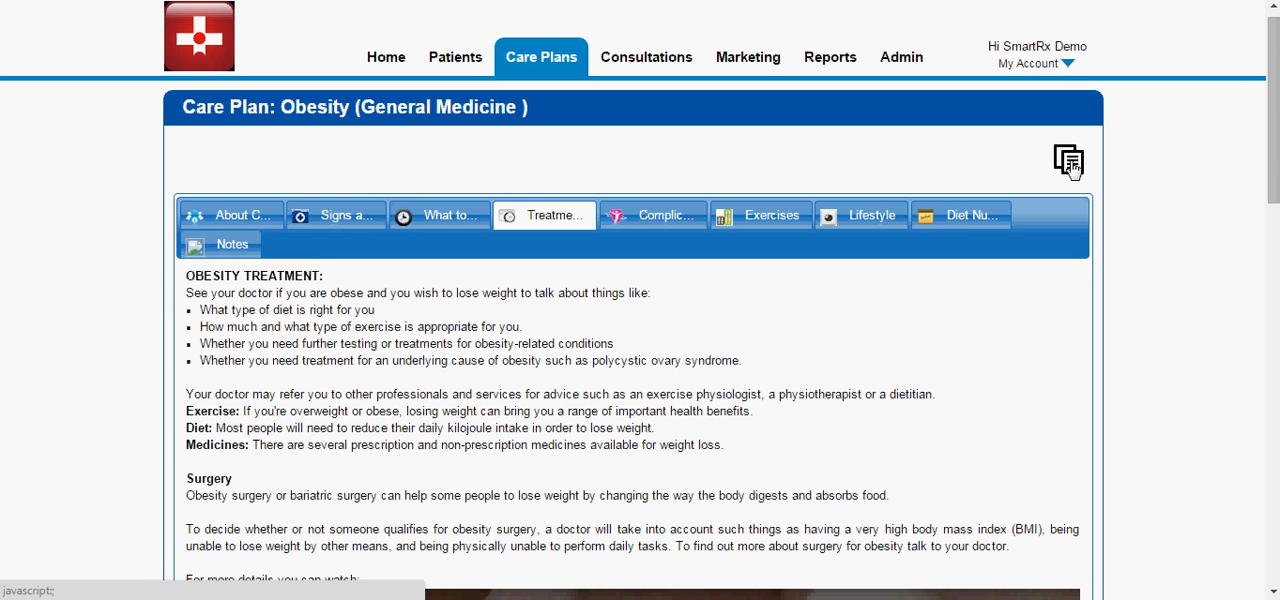 Home Patients Care Plans Consultations Marketing Reports Admin
Hi SmartRx Demo
My Account
Care Plan: Obesity (General Medicine )
About C... Signs a... What to... Treatme... Complic... Exercises Lifestyle Diet Nu...
Notes
OBESITY TREATMENT:
See your doctor if you are obese and you wish to lose weight to talk about things like:
▪ What type of diet is right for you
▪ How much and what type of exercise is appropriate for you.
▪ Whether you need further testing or treatments for obesity-related conditions
▪ Whether you need treatment for an underlying cause of obesity such as polycystic ovary syndrome.
Your doctor may refer you to other professionals and services for advice such as an exercise physiologist, a physiotherapist or a dietitian.
Exercise: If you're overweight or obese, losing weight can bring you a range of important health benefits.
Diet: Most people will need to reduce their daily kilojoule intake in order to lose weight.
Medicines: There are several prescription and non-prescription medicines available for weight loss.
Surgery
Obesity surgery or bariatric surgery can help some people to lose weight by changing the way the body digests and absorbs food.
To decide whether or not someone qualifies for obesity surgery, a doctor will take into account such things as having a very high body mass index (BMI), being
unable to lose weight by other means, and being physically unable to perform daily tasks. To find out more about surgery for obesity talk to your doctor.
For more details you can watch:
javascript:;